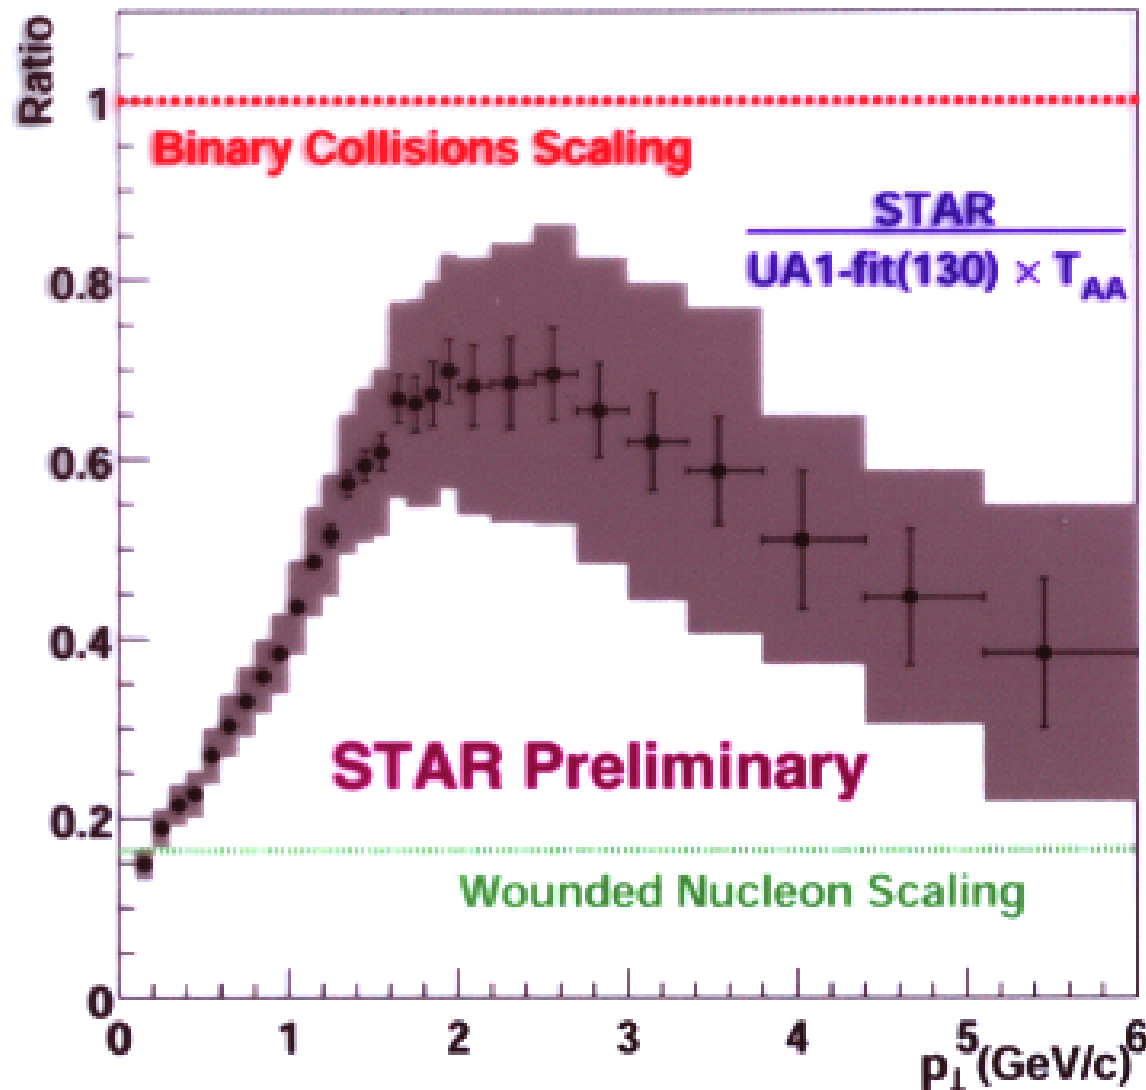 Ratio
1
Binary Collisions Scaling
STAR
UA1-fit(130) × T_AA
0.8
0.6
0.4
STAR Preliminary
0.2
Wounded Nucleon Scaling
0
0 1 2 3 4 5 6
p⊥ (GeV/c)